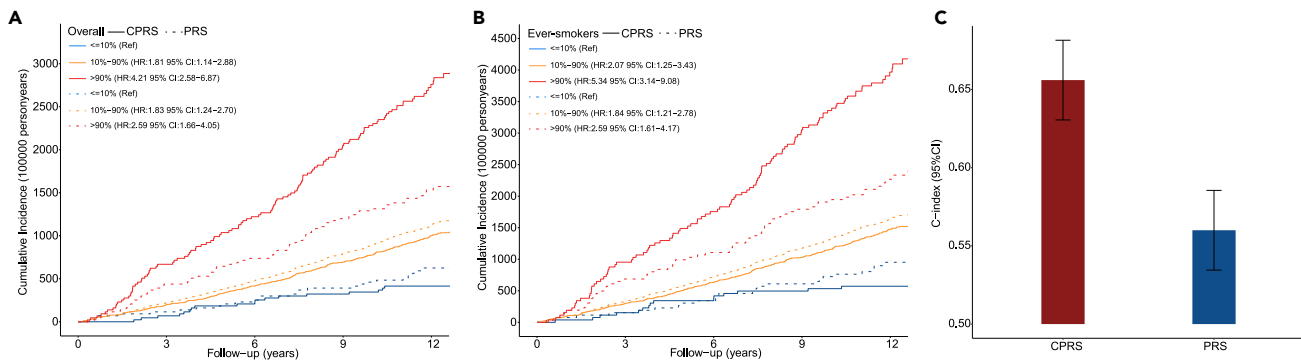 A
Overall — CPRS - - PRS
<=10% (Ref)
10%−90% (HR:1.81 95% CI:1.14−2.88)
>90% (HR:4.21 95% CI:2.58−6.87)
<=10% (Ref)
10%−90% (HR:1.83 95% CI:1.24−2.70)
>90% (HR:2.59 95% CI:1.66−4.05)
Cumulative Incidence (100000 personyears)
3000
2500
2000
1500
1000
500
0
0 3 6 9 12
Follow−up (years)
B
Ever-smokers — CPRS - - PRS
<=10% (Ref)
10%−90% (HR:2.07 95% CI:1.25−3.43)
>90% (HR:5.34 95% CI:3.14−9.08)
<=10% (Ref)
10%−90% (HR:1.84 95% CI:1.21−2.78)
>90% (HR:2.59 95% CI:1.61−4.17)
Cumulative Incidence (100000 personyears)
4500
4000
3500
3000
2500
2000
1500
1000
500
0
0 3 6 9 12
Follow−up (years)
C
C−index (95%CI)
0.65
0.60
0.55
0.50
CPRS PRS